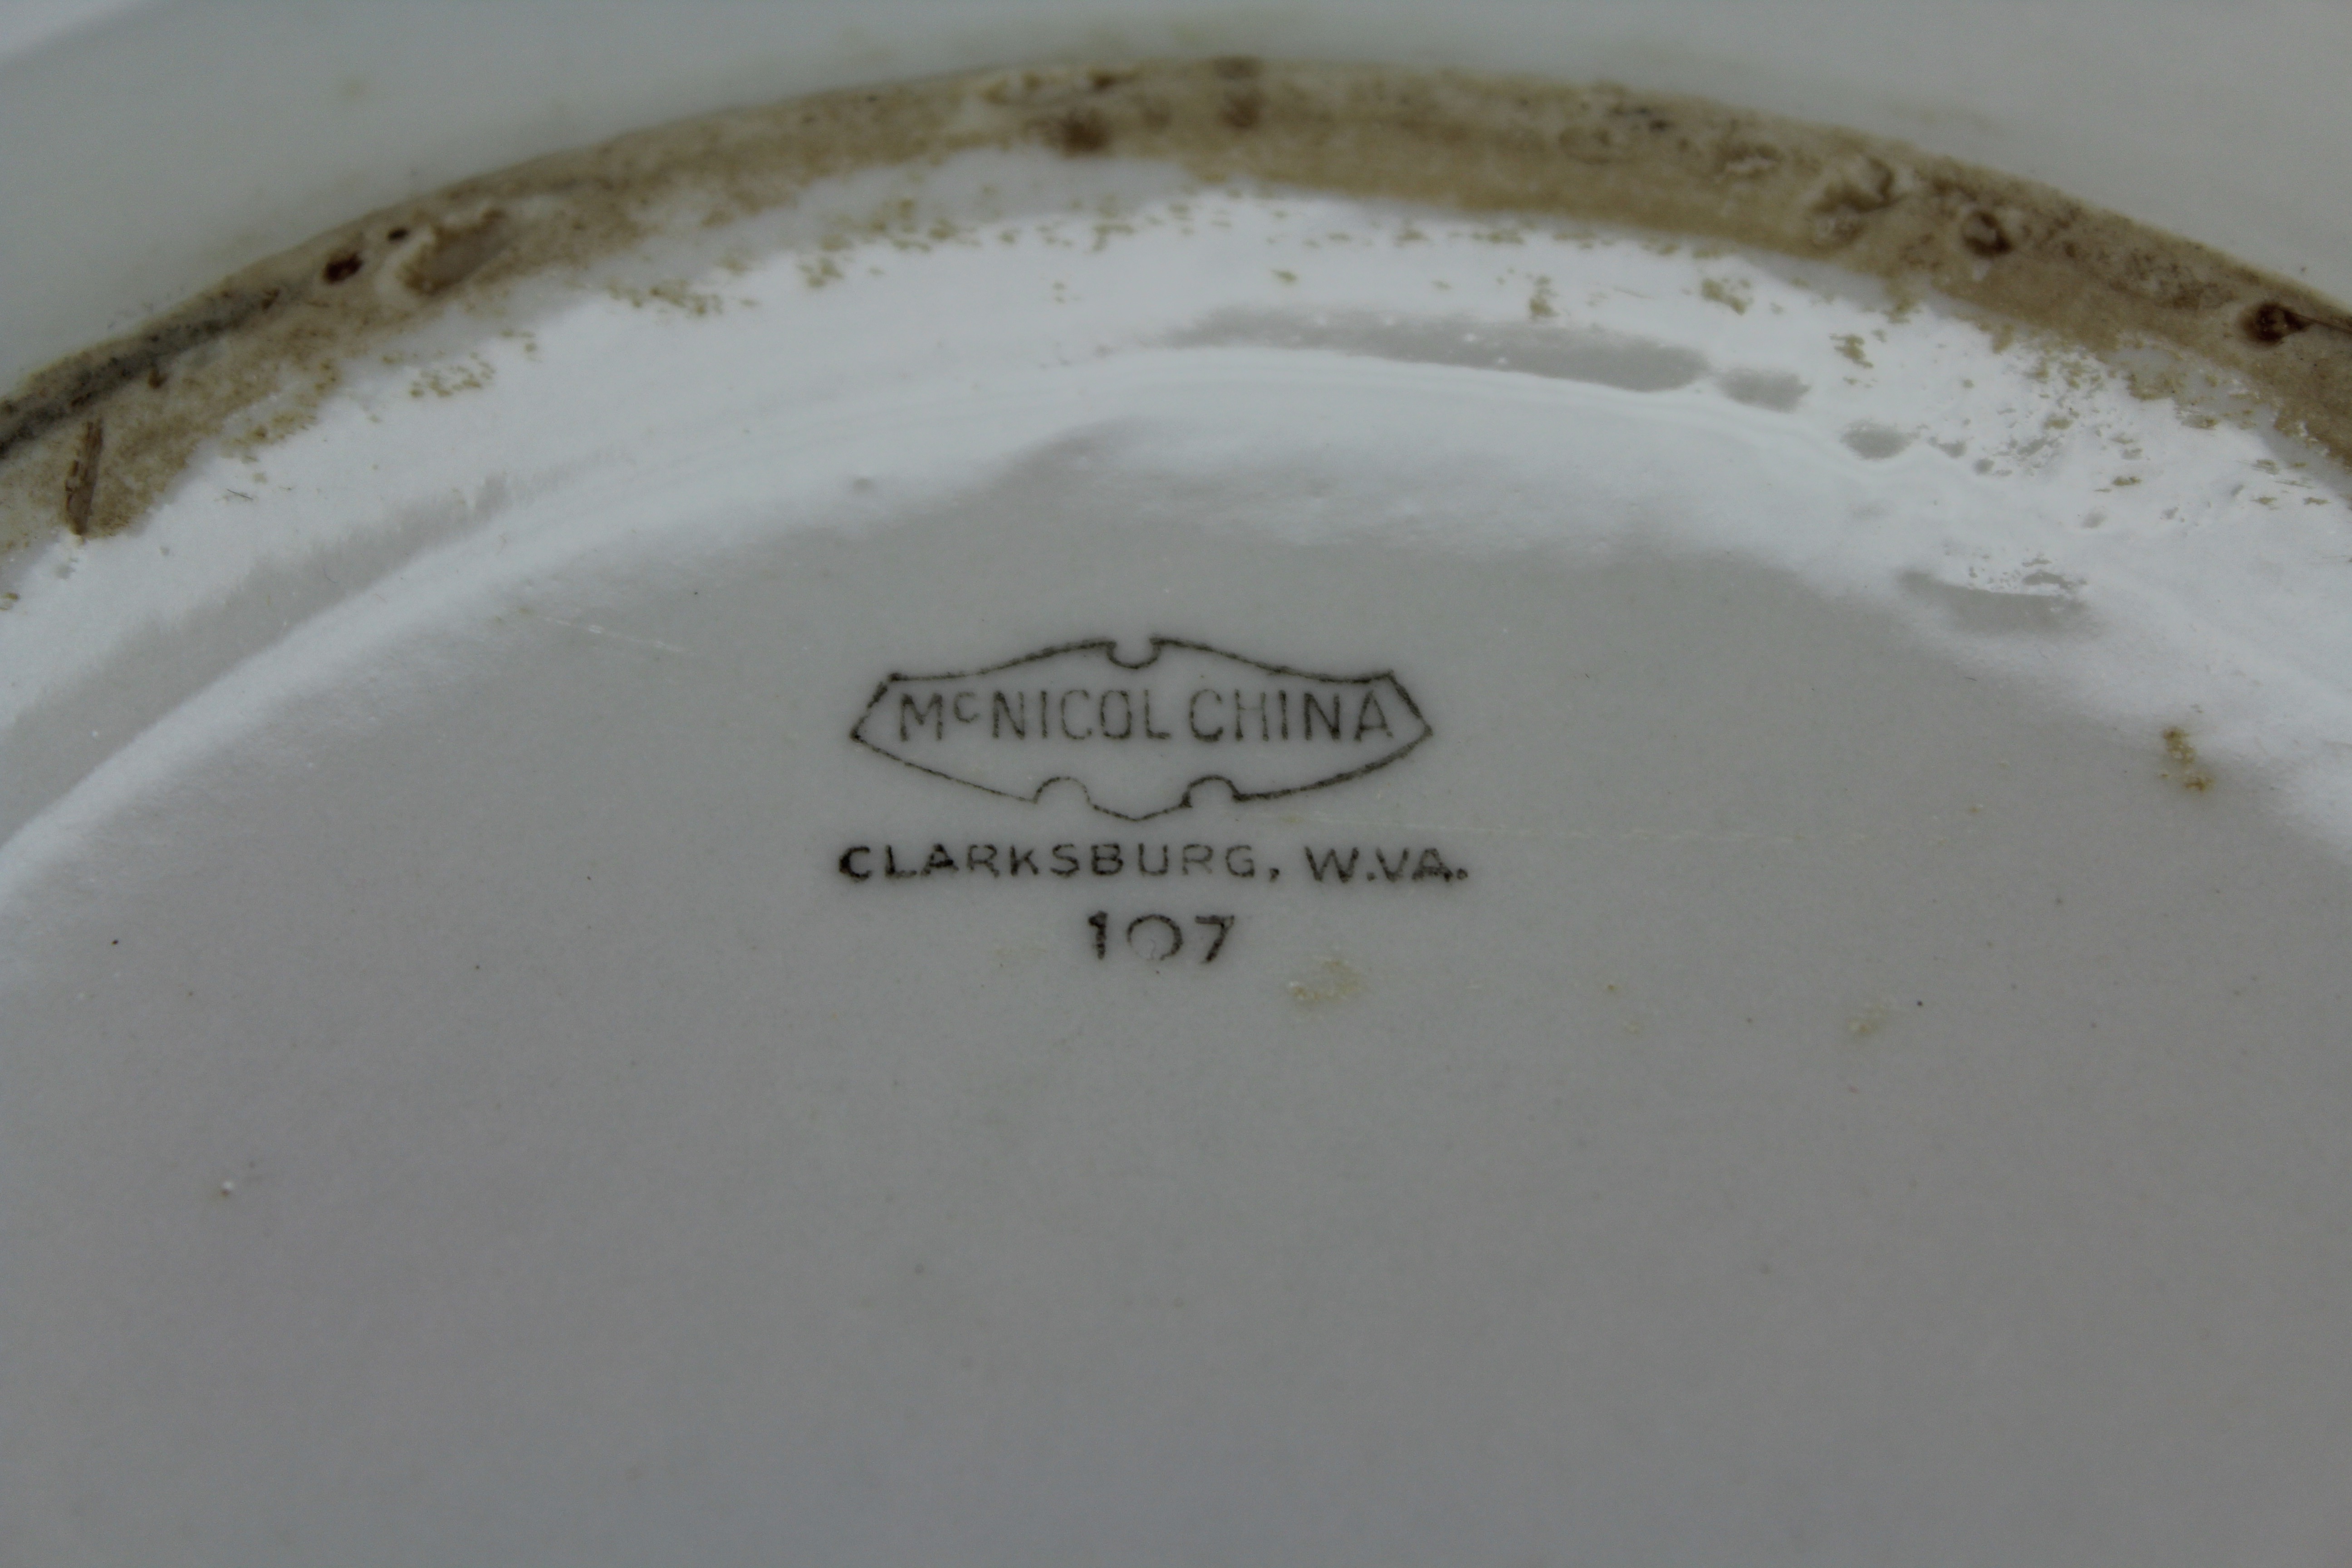 McNICOL CHINA
CLARKSBURG, W.VA.
107